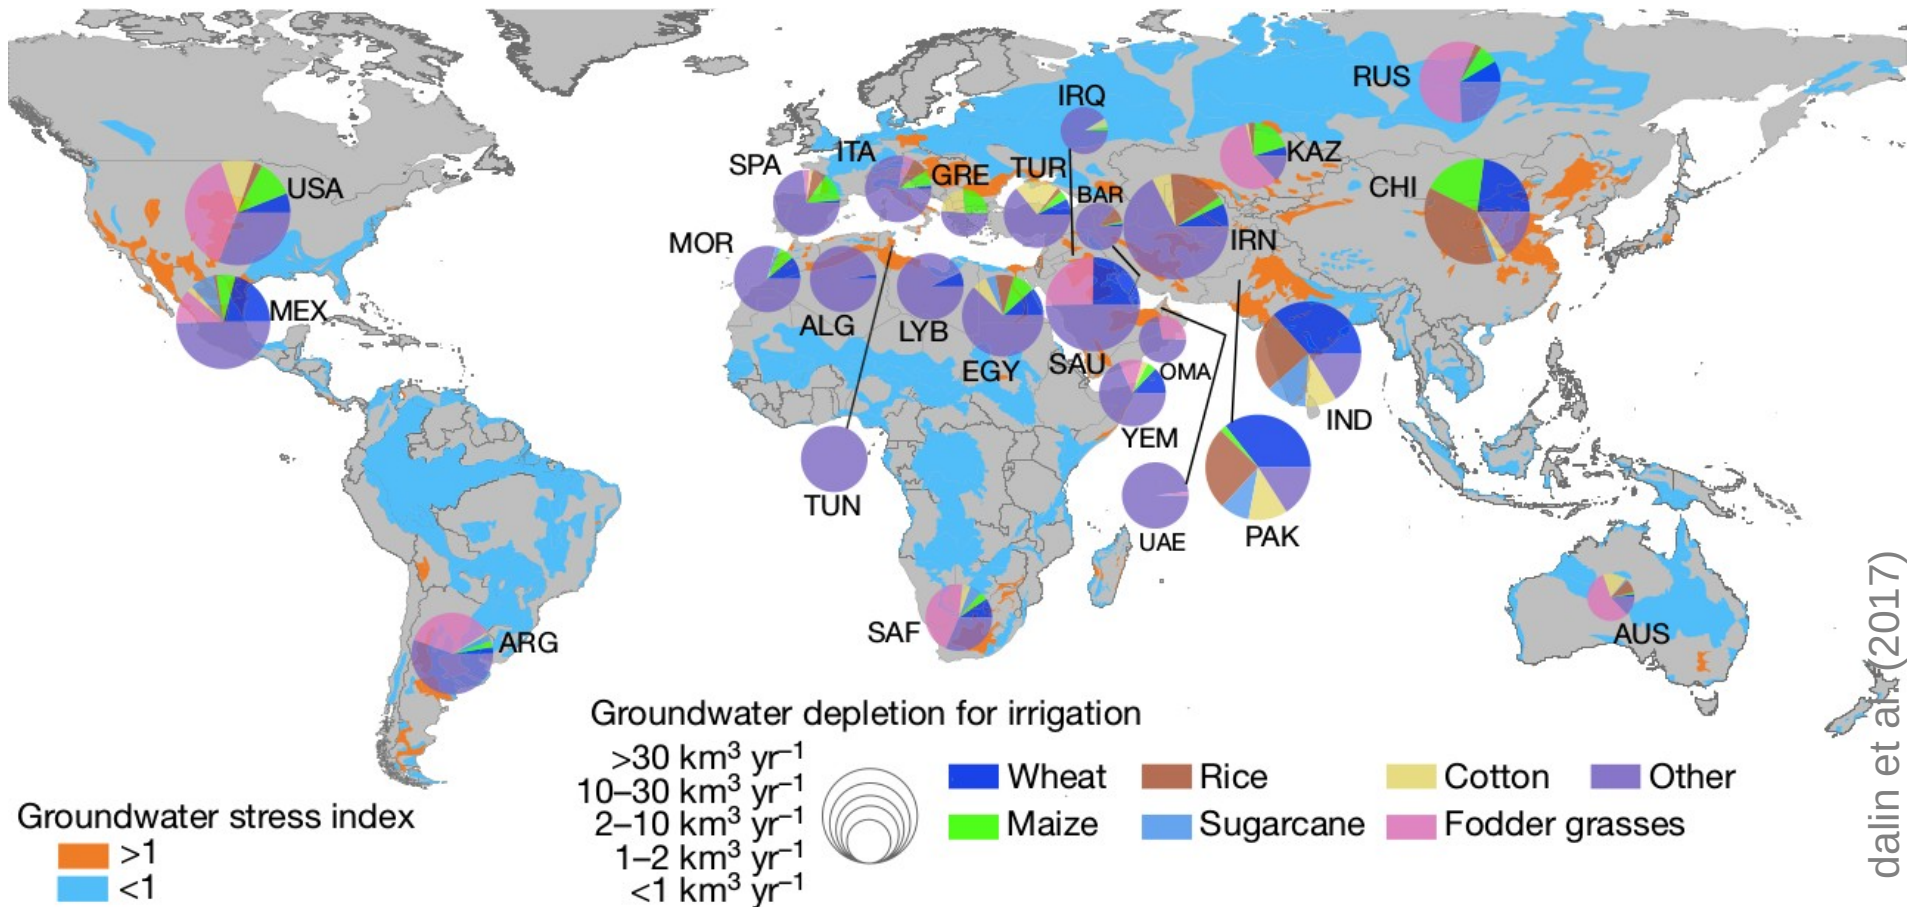 RUS
IRQ
SPA
ITA
GRE
TUR
BAR
KAZ
CHI
USA
MOR
IRN
MEX
ALG
LYB
EGY
SAU
OMA
YEM
IND
TUN
UAE
PAK
SAF
ARG
AUS
Groundwater depletion for irrigation
>30 km³ yr⁻¹
10–30 km³ yr⁻¹
2–10 km³ yr⁻¹
1–2 km³ yr⁻¹
<1 km³ yr⁻¹
Wheat
Rice
Cotton
Other
Maize
Sugarcane
Fodder grasses
Groundwater stress index
>1
<1
dalin et al.(2017)